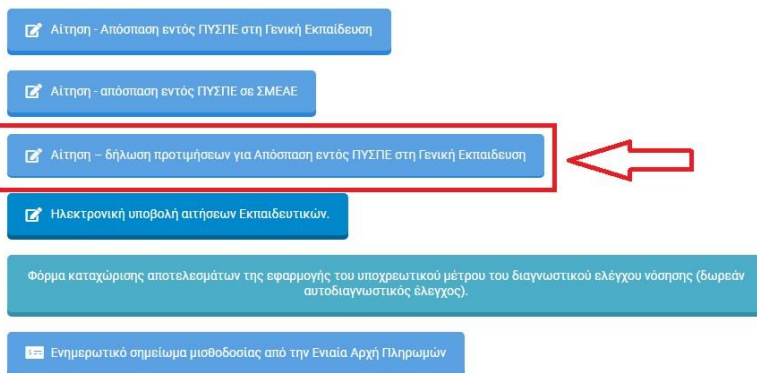 Αίτηση - Απόσπαση εντός ΠΥΣΠΕ στη Γενική Εκπαίδευση
Αίτηση - απόσπαση εντός ΠΥΣΠΕ σε ΣΜΕΑΕ
Αίτηση – δήλωση προτιμήσεων για Απόσπαση εντός ΠΥΣΠΕ στη Γενική Εκπαιδευση
Ηλεκτρονική υποβολή αιτήσεων Εκπαιδευτικών.
Φόρμα καταχώρισης αποτελεσμάτων της εφαρμογής του υποχρεωτικού μέτρου του διαγνωστικού ελέγχου νόσησης (δωρεάν
αυτοδιαγνωστικός έλεγχος).
Ενημερωτικό σημείωμα μισθοδοσίας από την Ενιαία Αρχή Πληρωμών